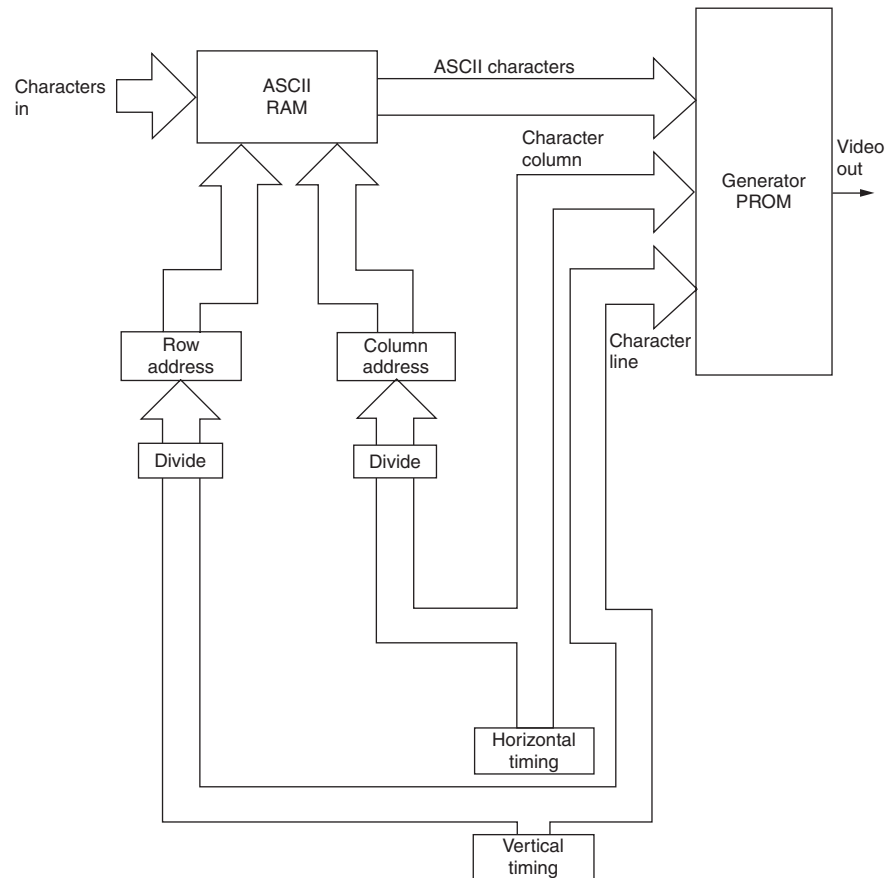 Characters
in
ASCII
RAM
ASCII characters
Character
column
Generator
PROM
Video
out
Row
address
Column
address
Character
line
Divide
Divide
Horizontal
timing
Vertical
timing